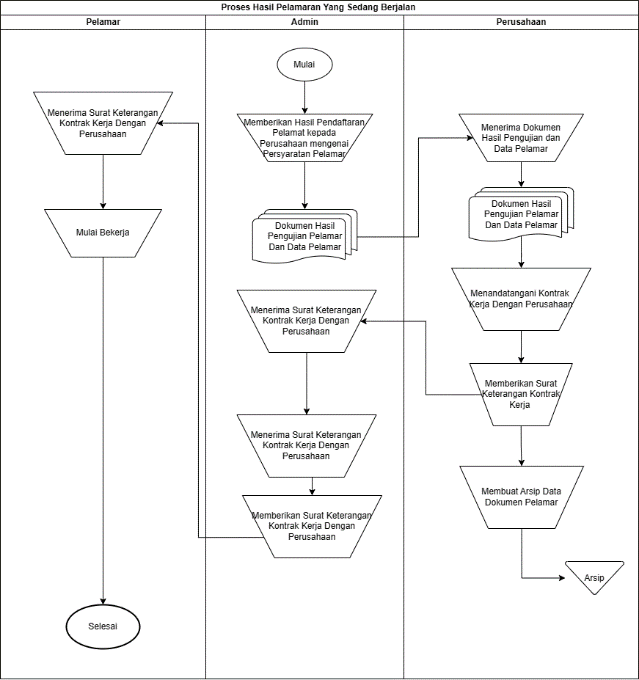 Proses Hasil Pelamaran Yang Sedang Berjalan
Pelamar
Admin
Perusahaan
Mulai
Menerima Surat Keterangan
Kontrak Kerja Dengan
Perusahaan
Memberikan Hasil Pendaftaran
Pelamat kepada
Perusahaan mengenai
Persyaratan Pelamar
Menerima Dokumen
Hasil Pengujian dan
Data Pelamar
Mulai Bekerja
Dokumen Hasil
Pengujian Pelamar
Dan Data Pelamar
Dokumen Hasil
Pengujian Pelamar
Dan Data Pelamar
Menerima Surat Keterangan
Kontrak Kerja Dengan
Perusahaan
Menandatangani Kontrak
Kerja Dengan Perusahaan
Memberikan Surat
Keterangan Kontrak
Kerja
Menerima Surat Keterangan
Kontrak Kerja Dengan
Perusahaan
Memberikan Surat Keterangan
Kontrak Kerja Dengan
Perusahaan
Membuat Arsip Data
Dokumen Pelamar
Arsip
Selesai